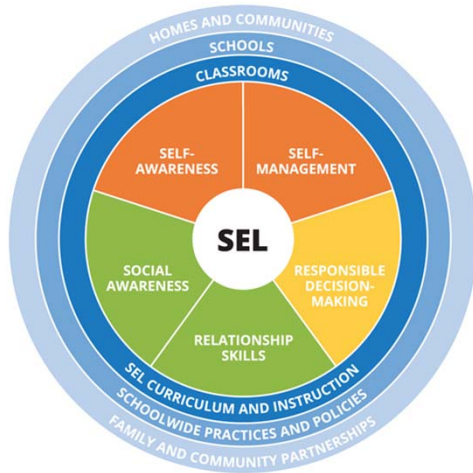 HOMES AND COMMUNITIES
SCHOOLS
CLASSROOMS
SELF-
AWARENESS
SELF-
MANAGEMENT
SEL
SOCIAL
AWARENESS
RESPONSIBLE
DECISION-
MAKING
RELATIONSHIP
SKILLS
SEL CURRICULUM AND INSTRUCTION
SCHOOLWIDE PRACTICES AND POLICIES
FAMILY AND COMMUNITY PARTNERSHIPS